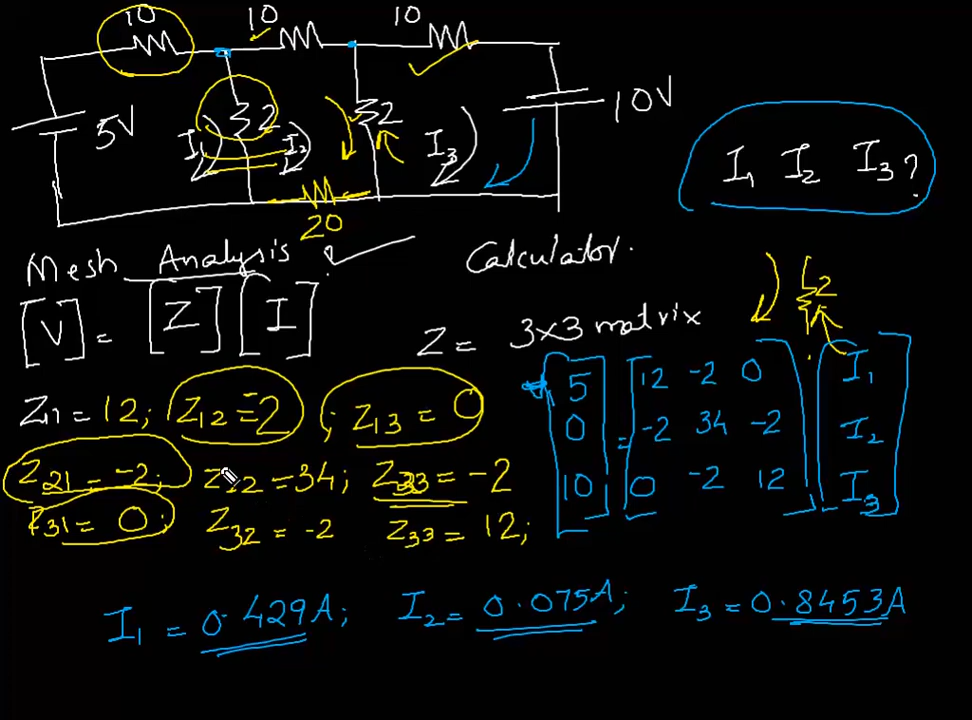 10 10 10
5V I1 2 I2 2 I3 10V
20
I1 I2 I3?
Mesh Analysis Calculator.
[V] = [Z] [I]
Z = 3x3 matrix
2
Z11 = 12; Z12 = -2; Z13 = 0
Z21 = -2; Z12 = 34; Z33 = -2
Z31 = 0; Z32 = -2 Z33 = 12;
5 = 12 -2 0 I1
0 -2 34 -2 I2
10 0 -2 12 I3
I1 = 0.429A; I2 = 0.075A; I3 = 0.8453A